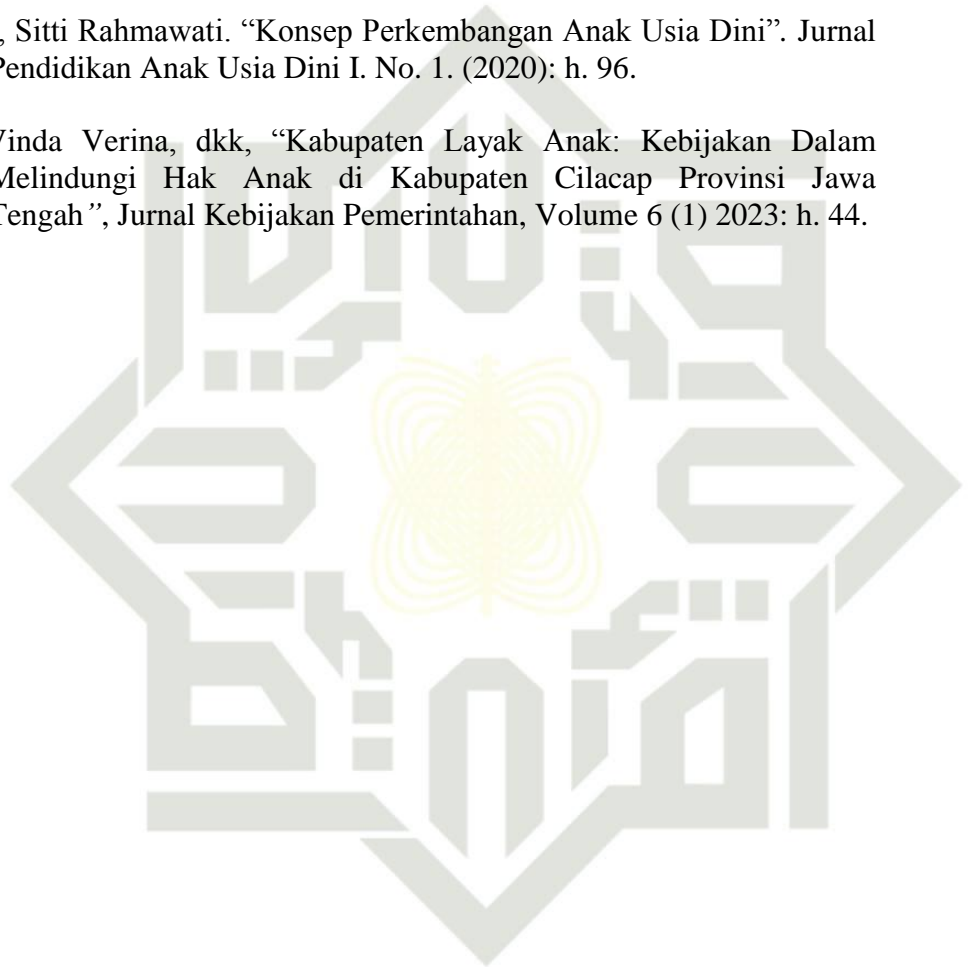 , Sitti Rahmawati. “Konsep Perkembangan Anak Usia Dini”. Jurnal
Pendidikan Anak Usia Dini I. No. 1. (2020): h. 96.
Vinda Verina, dkk, “Kabupaten Layak Anak: Kebijakan Dalam
Melindungi Hak Anak di Kabupaten Cilacap Provinsi Jawa
Tengah”, Jurnal Kebijakan Pemerintahan, Volume 6 (1) 2023: h. 44.